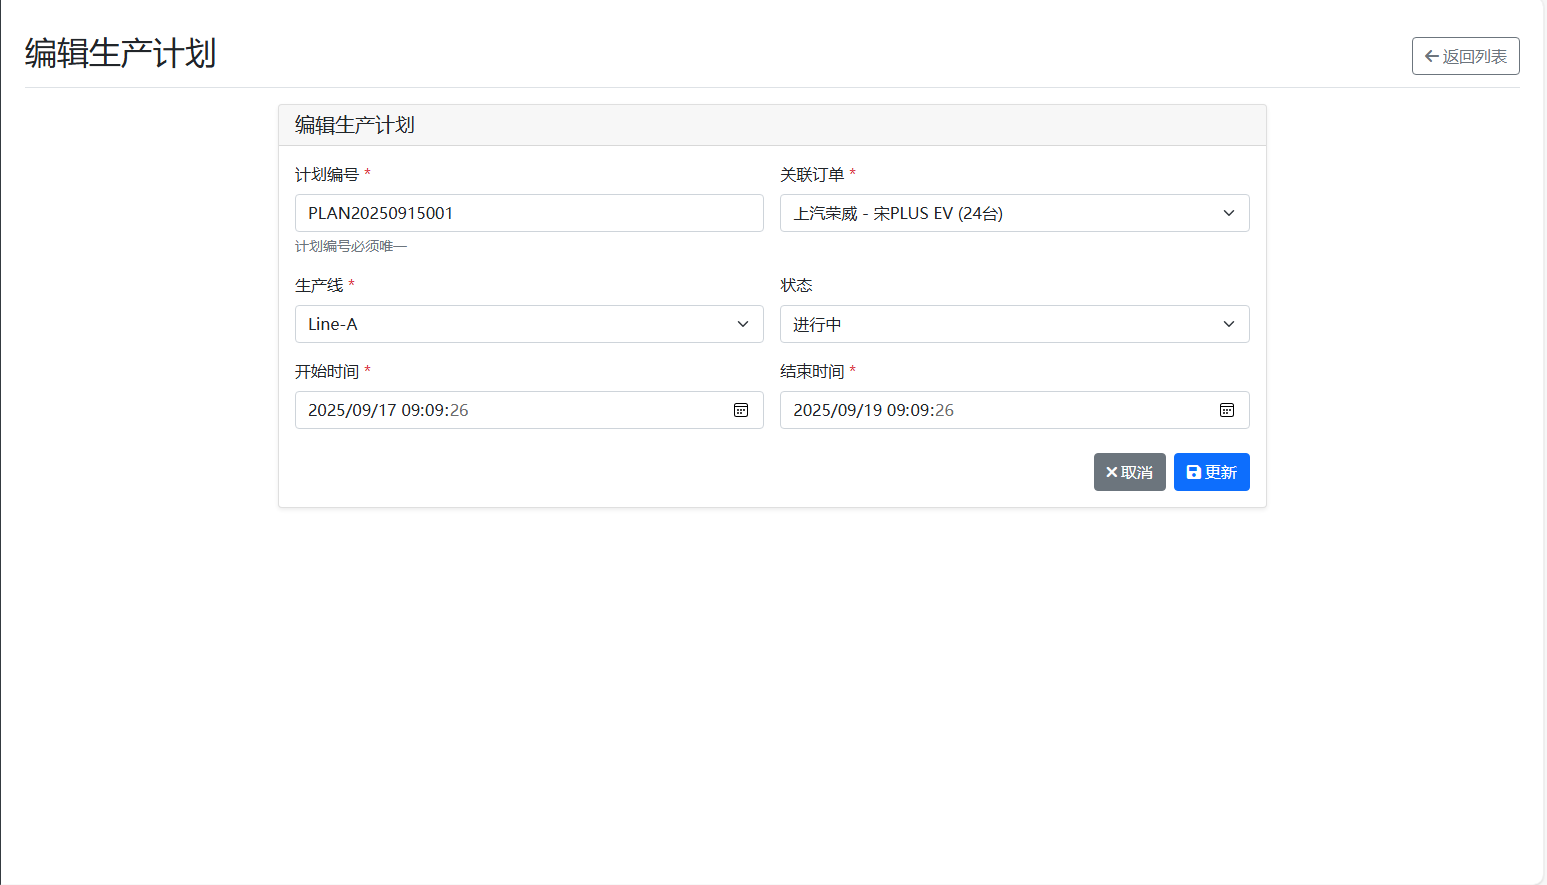 编辑生产计划
返回列表
编辑生产计划
计划编号 *
PLAN20250915001
计划编号必须唯一
关联订单 *
上汽荣威 - 宋PLUS EV (24台)
生产线 *
Line-A
状态
进行中
开始时间 *
2025/09/17 09:09:26
结束时间 *
2025/09/19 09:09:26
取消
更新